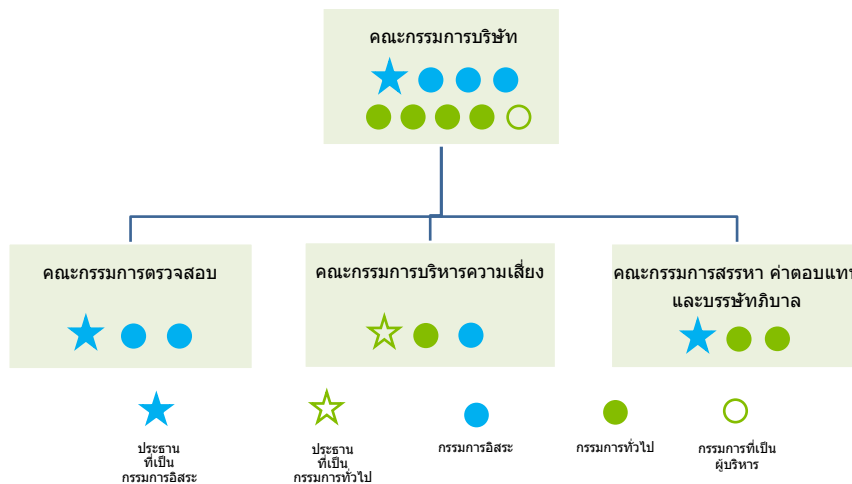 คณะกรรมการบริษัท
คณะกรรมการตรวจสอบ
คณะกรรมการบริหารความเสี่ยง
คณะกรรมการสรรหา ค่าตอบแทน
และบรรษัทภิบาล
ประธาน
ที่เป็น
กรรมการอิสระ
ประธาน
ที่เป็น
กรรมการทั่วไป
กรรมการอิสระ
กรรมการทั่วไป
กรรมการที่เป็น
ผู้บริหาร